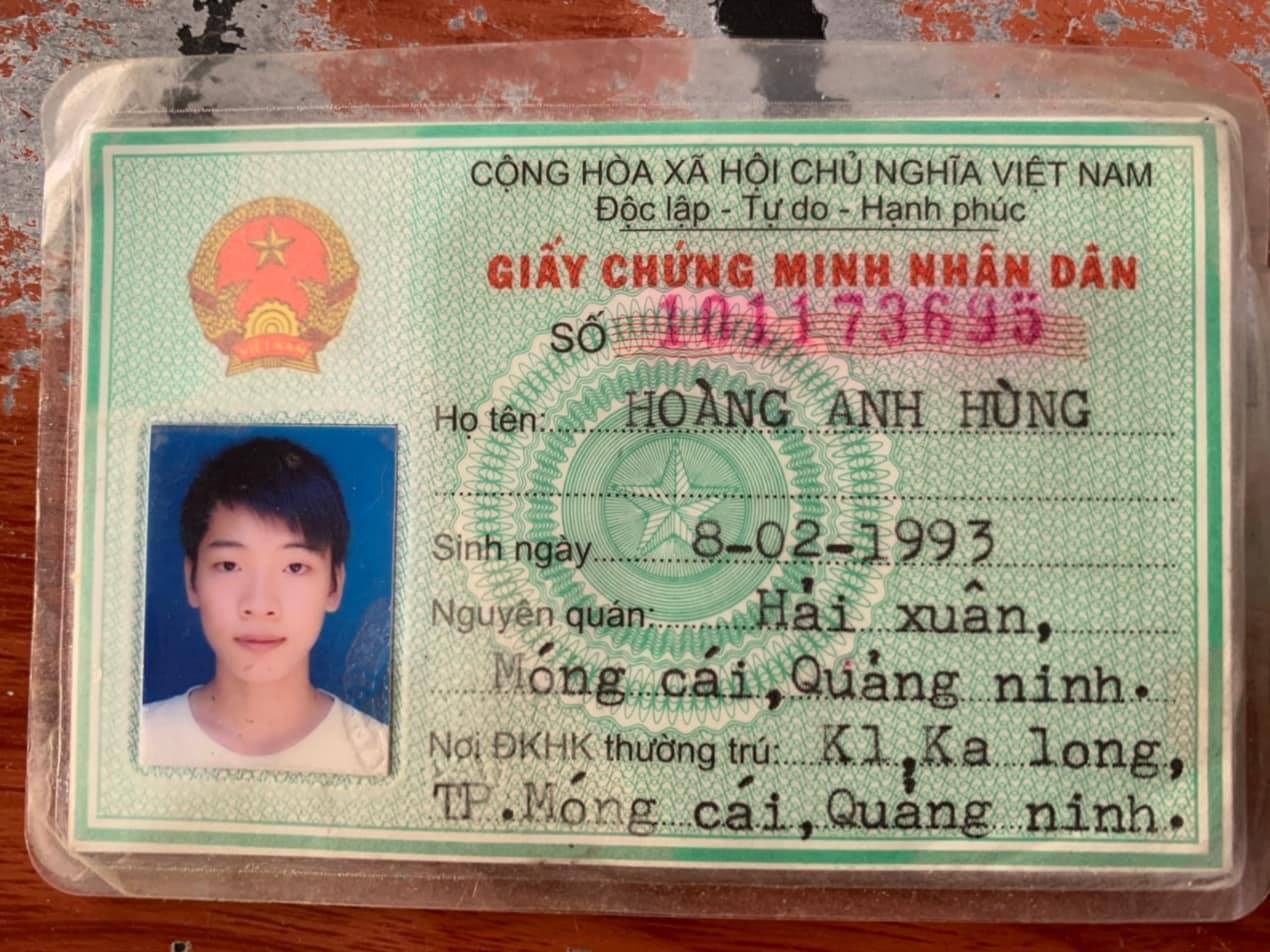 CỘNG HÒA XÃ HỘI CHỦ NGHĨA VIỆT NAM
Độc lập - Tự do - Hạnh phúc
GIẤY CHỨNG MINH NHÂN DÂN
SỐ 101173695
VIỆT NAM
Họ tên: HOÀNG ANH HÙNG
Sinh ngày 8-02-1993
Nguyên quán: Hải xuân,
Móng cái,Quảng ninh.
Nơi ĐKHK thường trú: K1,Ka long,
TP.Móng cái,Quảng ninh.